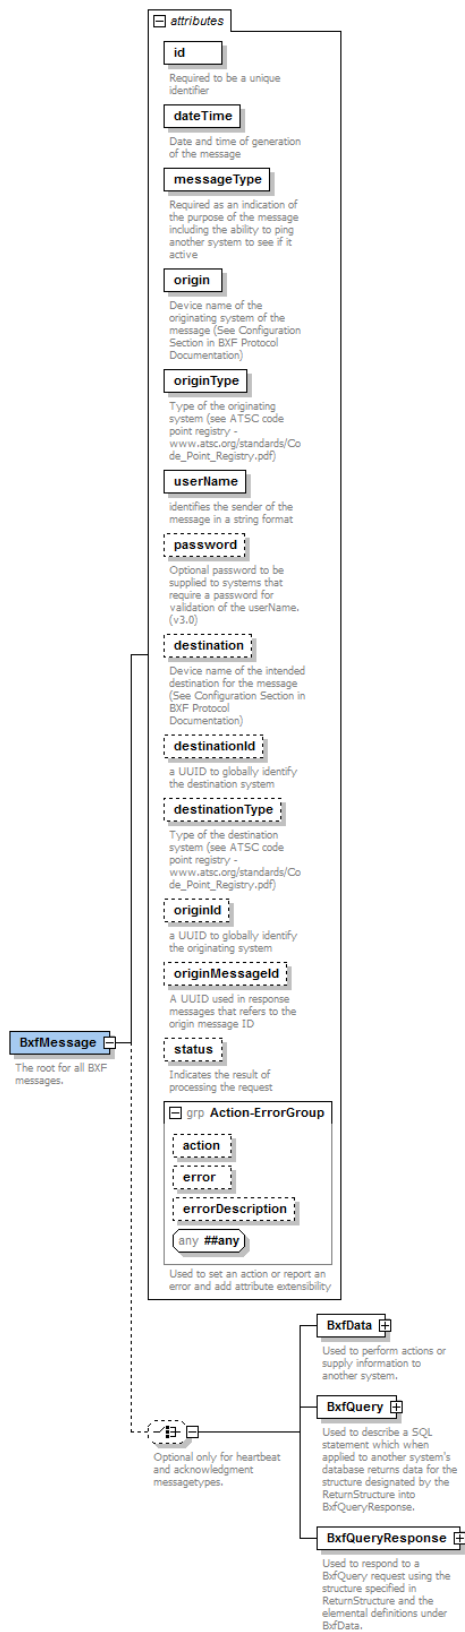 attributes
id
Required to be a unique
identifier
dateTime
Date and time of generation
of the message
messageType
Required as an indication of
the purpose of the message
including the ability to ping
another system to see if it
active
origin
Device name of the
originating system of the
message (See Configuration
Section in BXF Protocol
Documentation)
originType
Type of the originating
system (see ATSC code
point registry -
www.atsc.org/standards/Co
de_Point_Registry.pdf)
userName
identifies the sender of the
message in a string format
password
Optional password to be
supplied to systems that
require a password for
validation of the userName.
(v3.0)
destination
Device name of the intended
destination for the message
(See Configuration Section in
BXF Protocol
Documentation)
destinationId
a UUID to globally identify
the destination system
destinationType
Type of the destination
system (see ATSC code
point registry -
www.atsc.org/standards/Co
de_Point_Registry.pdf)
originId
a UUID to globally identify
the originating system
originMessageId
A UUID used in response
messages that refers to the
origin message ID
BxfMessage
The root for all BXF
messages.
status
Indicates the result of
processing the request
grp Action-ErrorGroup
action
error
errorDescription
any ##any
Used to set an action or report an
error and add attribute extensibility
Optional only for heartbeat
and acknowledgment
messagetypes.
BxfData
Used to perform actions or
supply information to
another system.
BxfQuery
Used to describe a SQL
statement which when
applied to another system's
database returns data for the
structure designated by the
ReturnStructure into
BxfQueryResponse.
BxfQueryResponse
Used to respond to a
BxfQuery request using the
structure specified in
ReturnStructure and the
elemental definitions under
BxfData.